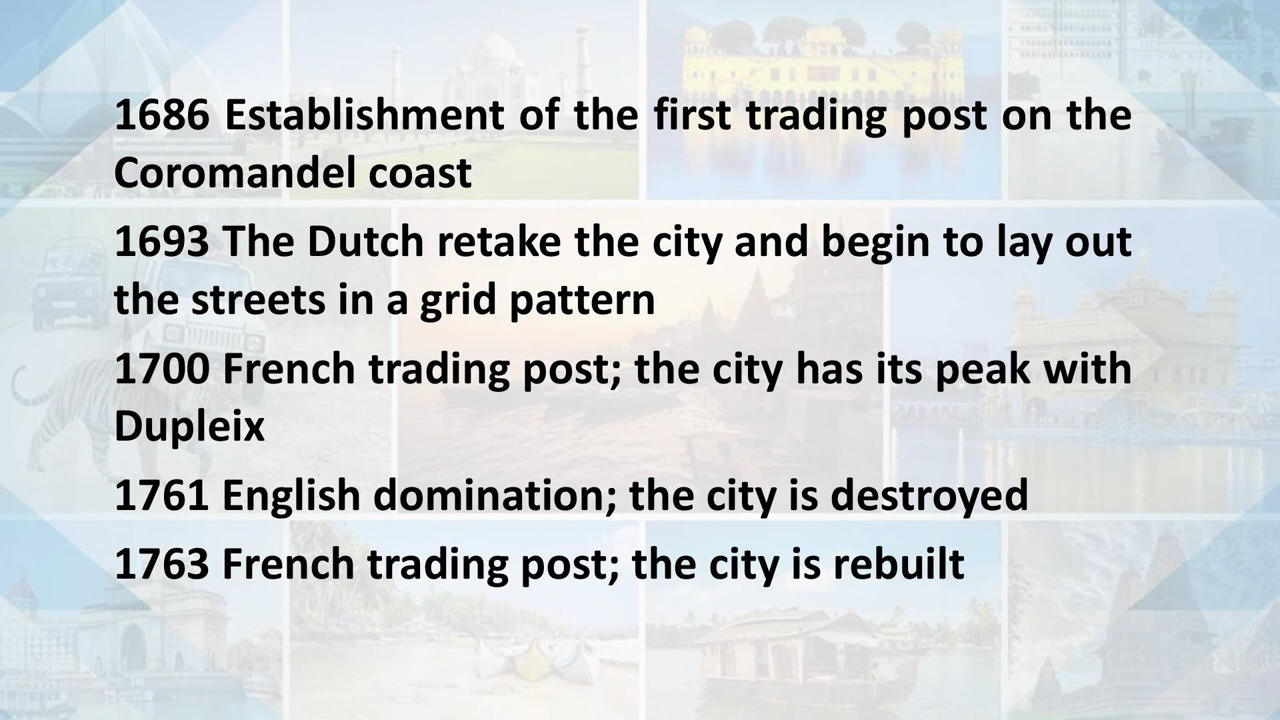 1686 Establishment of the first trading post on the
Coromandel coast
1693 The Dutch retake the city and begin to lay out
the streets in a grid pattern
1700 French trading post; the city has its peak with
Dupleix
1761 English domination; the city is destroyed
1763 French trading post; the city is rebuilt